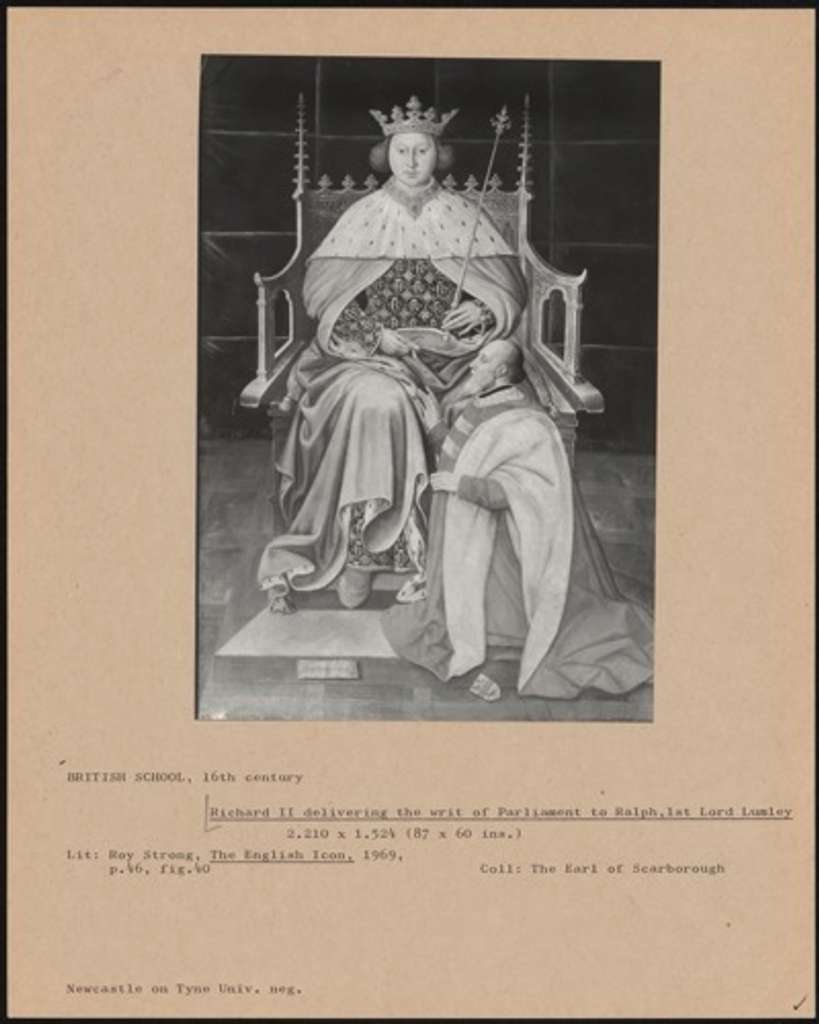 BRITISH SCHOOL, 16th century
Richard II delivering the writ of Parliament to Ralph,1st Lord Lumley
2.210 x 1.524 (87 x 60 ins.)
Lit: Roy Strong, The English Icon, 1969,
p.46, fig.40
Coll: The Earl of Scarborough
Newcastle on Tyne Univ. neg.